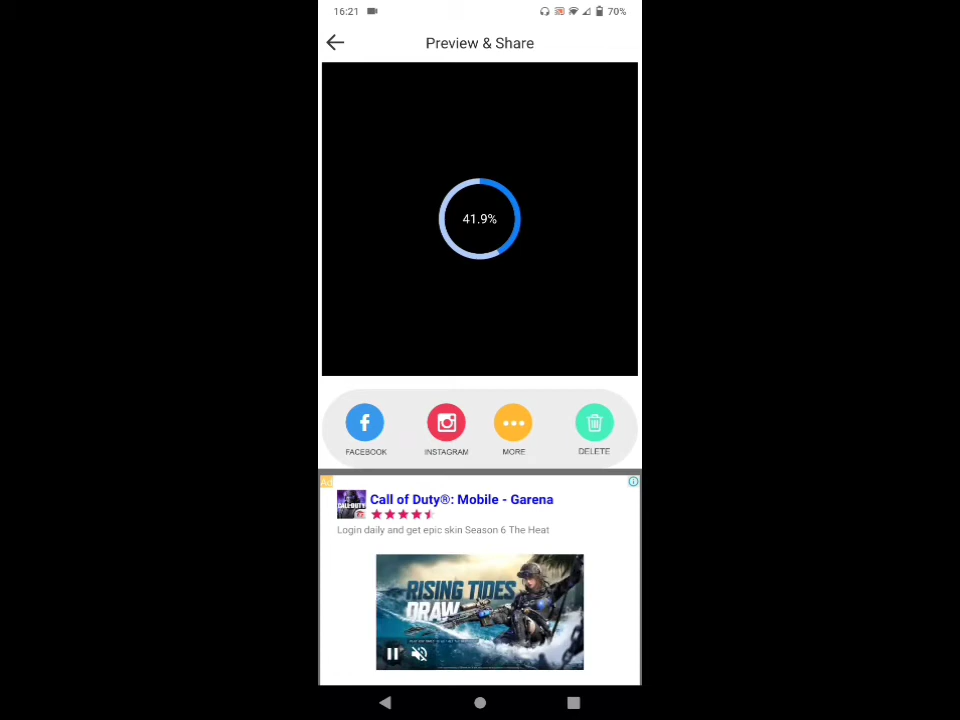 16:21
70%
Preview & Share
41.9%
FACEBOOK
INSTAGRAM
MORE
DELETE
Ad
Call of Duty®: Mobile - Garena
Login daily and get epic skin Season 6 The Heat
RISING TIDES
DRAW